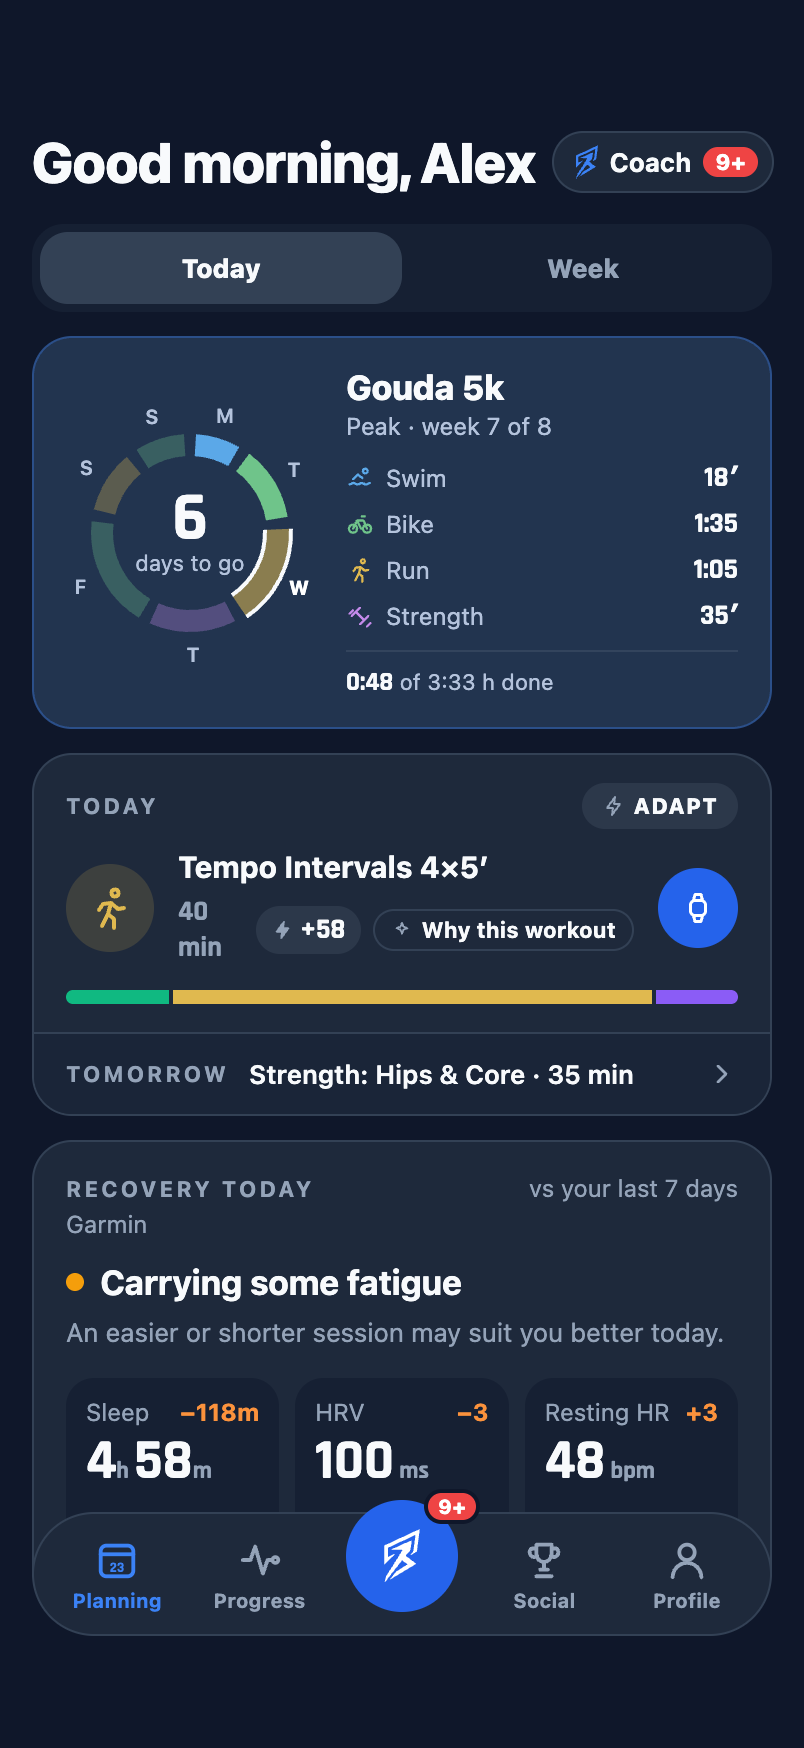 Good morning, Alex
Coach 9+
Today Week
Gouda 5k
Peak · week 7 of 8
S M T W T F S
6
days to go
Swim 18′
Bike 1:35
Run 1:05
Strength 35′
0:48 of 3:33 h done
TODAY ADAPT
Tempo Intervals 4×5′
40 min +58 Why this workout
TOMORROW Strength: Hips & Core · 35 min
RECOVERY TODAY vs your last 7 days
Garmin
Carrying some fatigue
An easier or shorter session may suit you better today.
Sleep −118m HRV −3 Resting HR +3
4h 58m 100 ms 48 bpm
9+
23
Planning Progress Social Profile